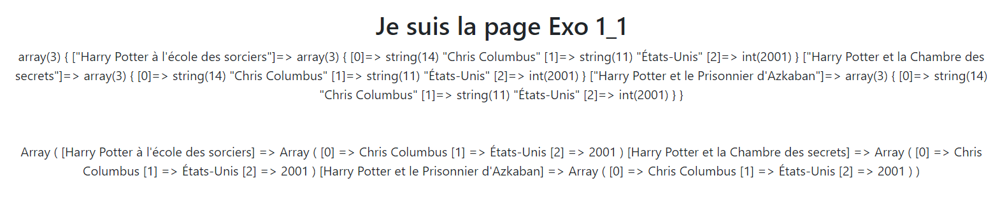 Je suis la page Exo 1_1
array(3) { ["Harry Potter à l'école des sorciers"]=> array(3) { [0]=> string(14) "Chris Columbus" [1]=> string(11) "États-Unis" [2]=> int(2001) } ["Harry Potter et la Chambre des
secrets"]=> array(3) { [0]=> string(14) "Chris Columbus" [1]=> string(11) "États-Unis" [2]=> int(2001) } ["Harry Potter et le Prisonnier d'Azkaban"]=> array(3) { [0]=> string(14)
"Chris Columbus" [1]=> string(11) "États-Unis" [2]=> int(2001) } }
Array ( [Harry Potter à l'école des sorciers] => Array ( [0] => Chris Columbus [1] => États-Unis [2] => 2001 ) [Harry Potter et la Chambre des secrets] => Array ( [0] => Chris
Columbus [1] => États-Unis [2] => 2001 ) [Harry Potter et le Prisonnier d'Azkaban] => Array ( [0] => Chris Columbus [1] => États-Unis [2] => 2001 ) )